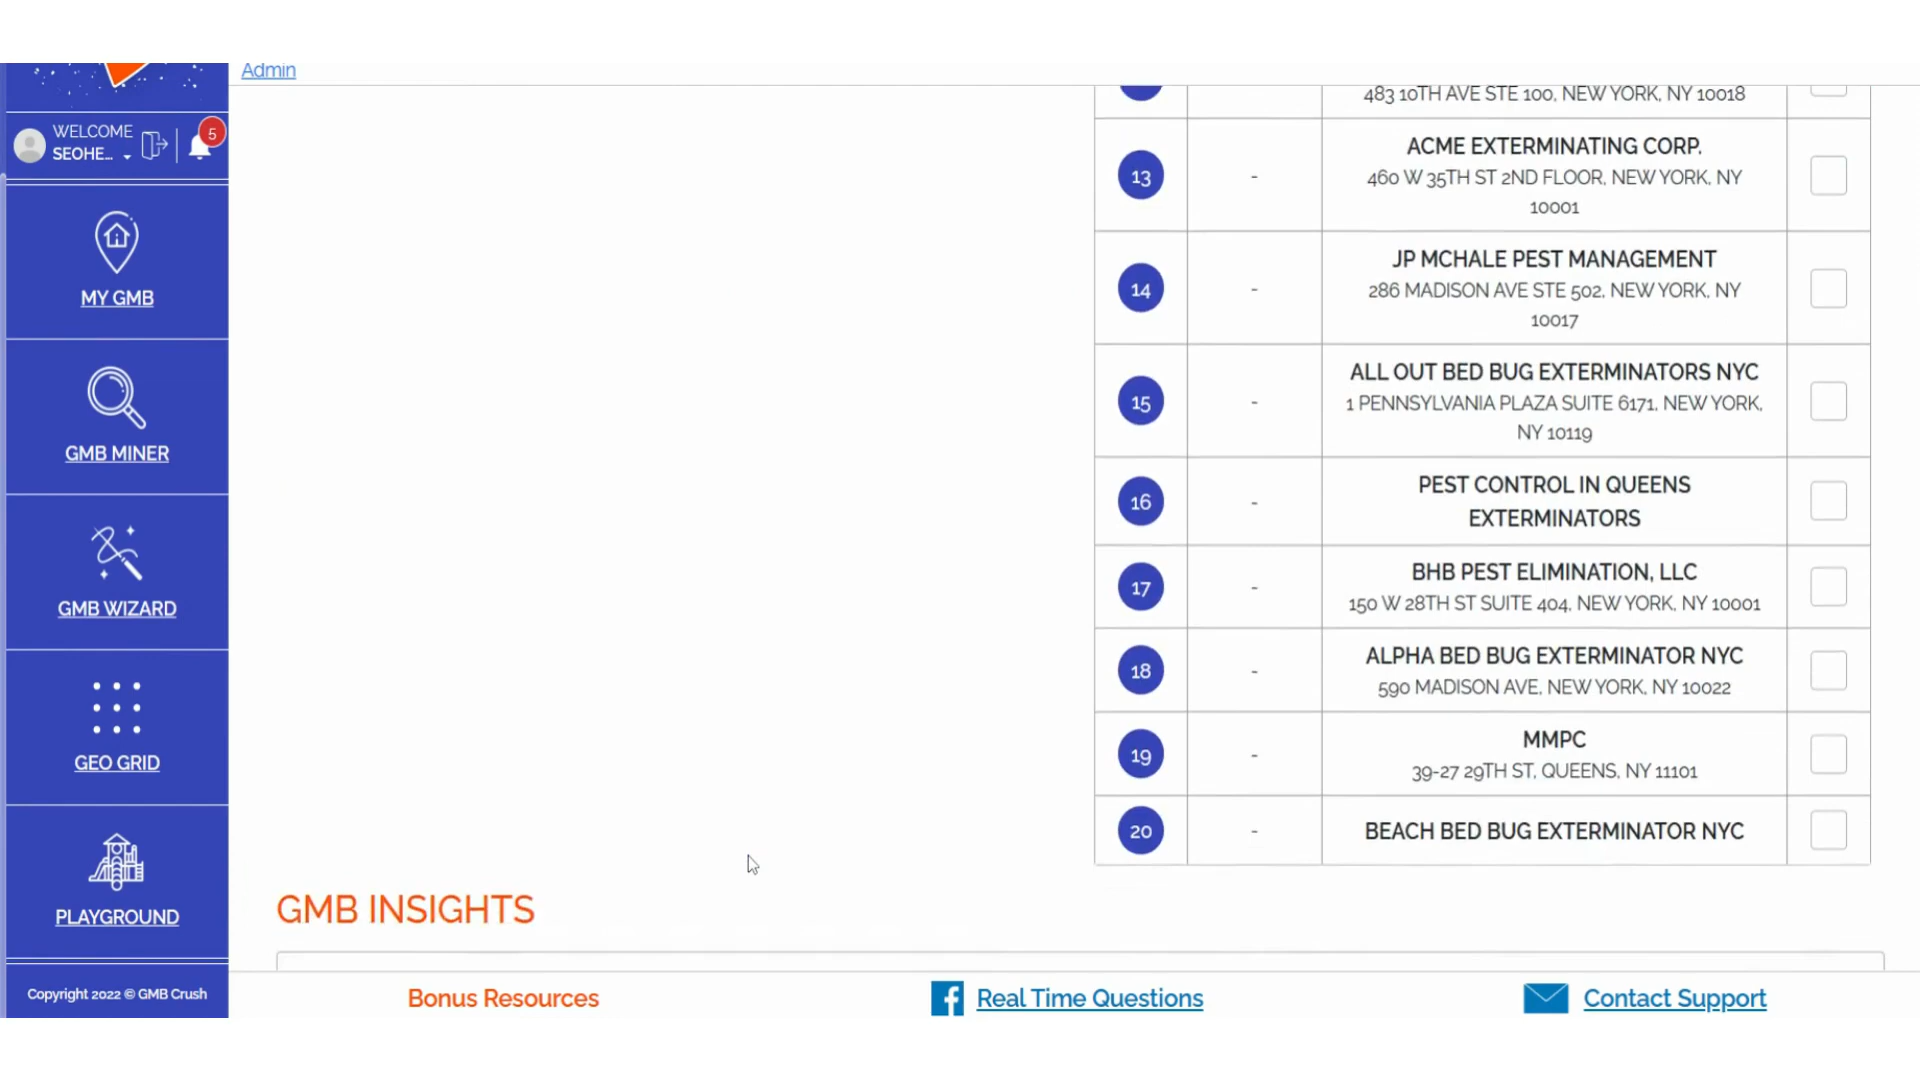 Admin
WELCOME
SEOHE...
5
MY GMB
GMB MINER
GMB WIZARD
GEO GRID
PLAYGROUND
Copyright 2022 © GMB Crush
483 10TH AVE STE 100, NEW YORK, NY 10018
13
-
ACME EXTERMINATING CORP.
460 W 35TH ST 2ND FLOOR, NEW YORK, NY
10001
14
-
JP MCHALE PEST MANAGEMENT
286 MADISON AVE STE 502, NEW YORK, NY
10017
15
-
ALL OUT BED BUG EXTERMINATORS NYC
1 PENNSYLVANIA PLAZA SUITE 6171, NEW YORK,
NY 10119
16
-
PEST CONTROL IN QUEENS
EXTERMINATORS
17
-
BHB PEST ELIMINATION, LLC
150 W 28TH ST SUITE 404, NEW YORK, NY 10001
18
-
ALPHA BED BUG EXTERMINATOR NYC
590 MADISON AVE, NEW YORK, NY 10022
19
-
MMPC
39-27 29TH ST, QUEENS, NY 11101
20
-
BEACH BED BUG EXTERMINATOR NYC
GMB INSIGHTS
Bonus Resources
Real Time Questions
Contact Support